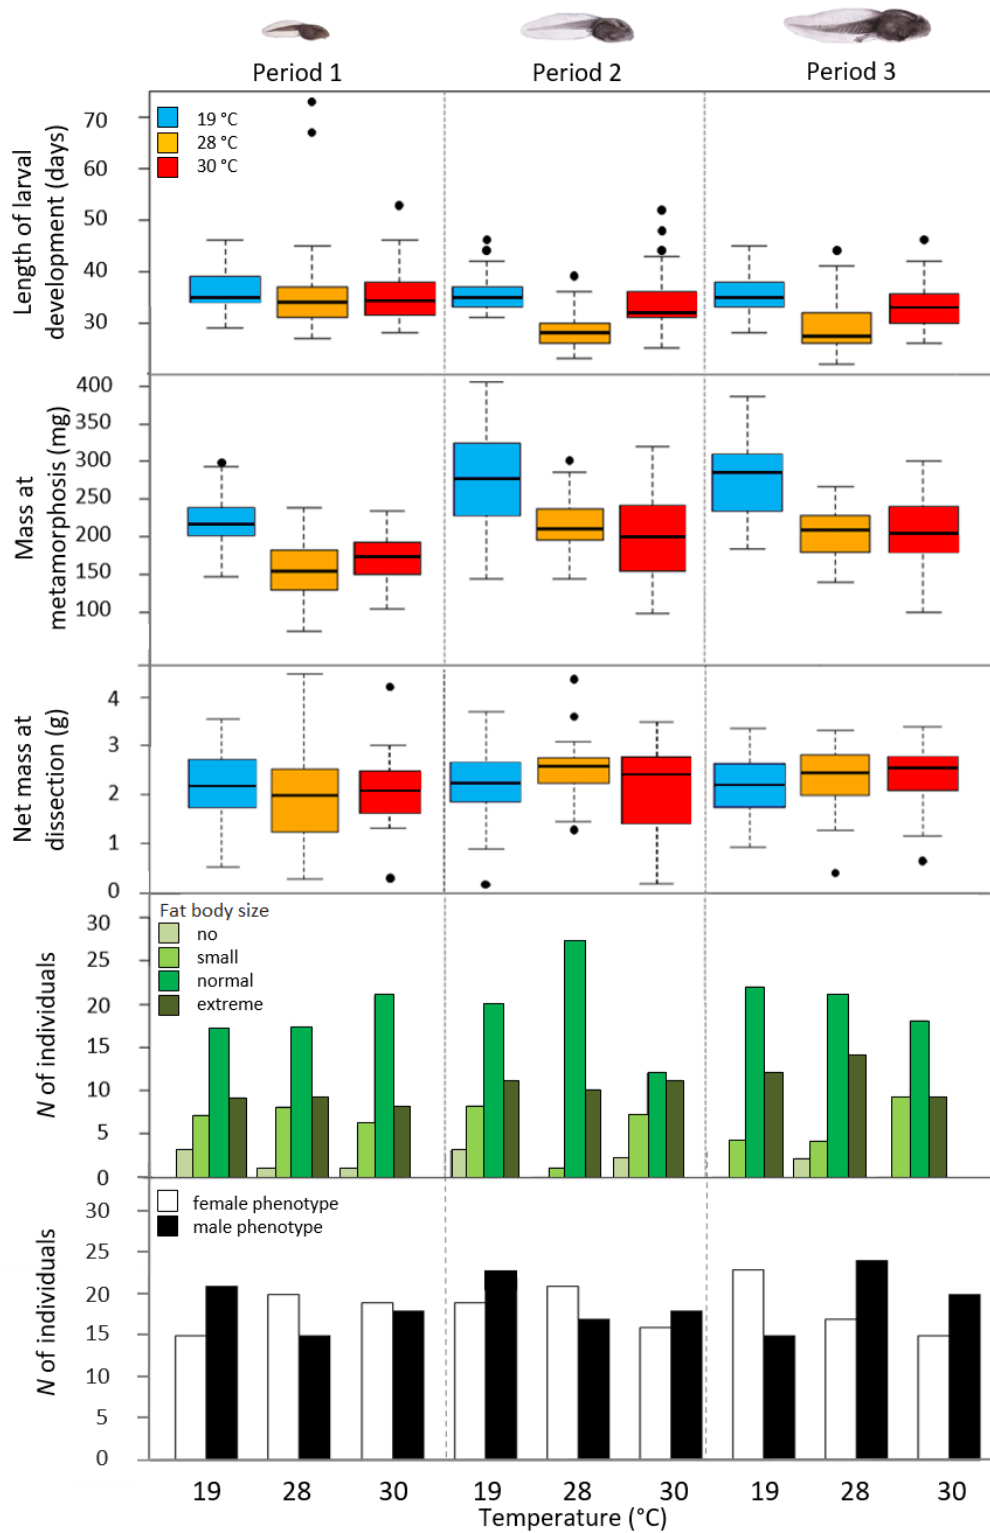 Period 1
Period 2
Period 3
Length of larval
development (days)
70
60
50
40
30
19 °C
28 °C
30 °C
Mass at
metamorphosis (mg)
400
350
300
250
200
150
100
Net mass at
dissection (g)
4
3
2
1
0
N of individuals
30
25
20
15
10
5
0
Fat body size
no
small
normal
extreme
N of individuals
30
25
20
15
10
5
0
female phenotype
male phenotype
19
28
30
19
28
30
19
28
30
Temperature (°C)